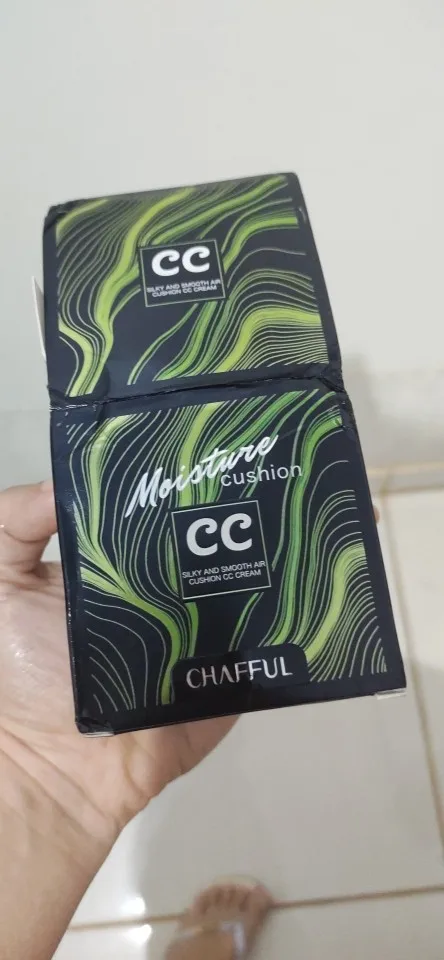 CC
SILKY AND SMOOTH AIR
CUSHION CC CREAM
Moisture
cushion
CC
SILKY AND SMOOTH AIR
CUSHION CC CREAM
CHAFFUL